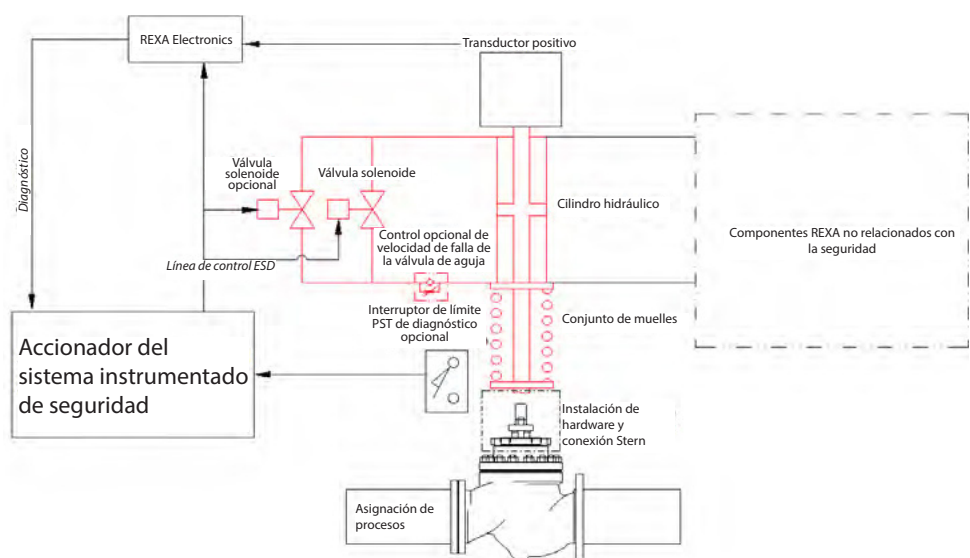 REXA Electronics
Transductor positivo
Diagnóstico
Válvula
solenoide
opcional
Válvula solenoide
Cilindro hidráulico
Componentes REXA no relacionados con
la seguridad
Control opcional de
velocidad de falla de
la válvula de aguja
Línea de control ESD
Interruptor de límite
PST de diagnóstico
opcional
Conjunto de muelles
Accionador del
sistema instrumentado
de seguridad
Instalación de
hardware y
conexión Stern
Asignación de
procesos